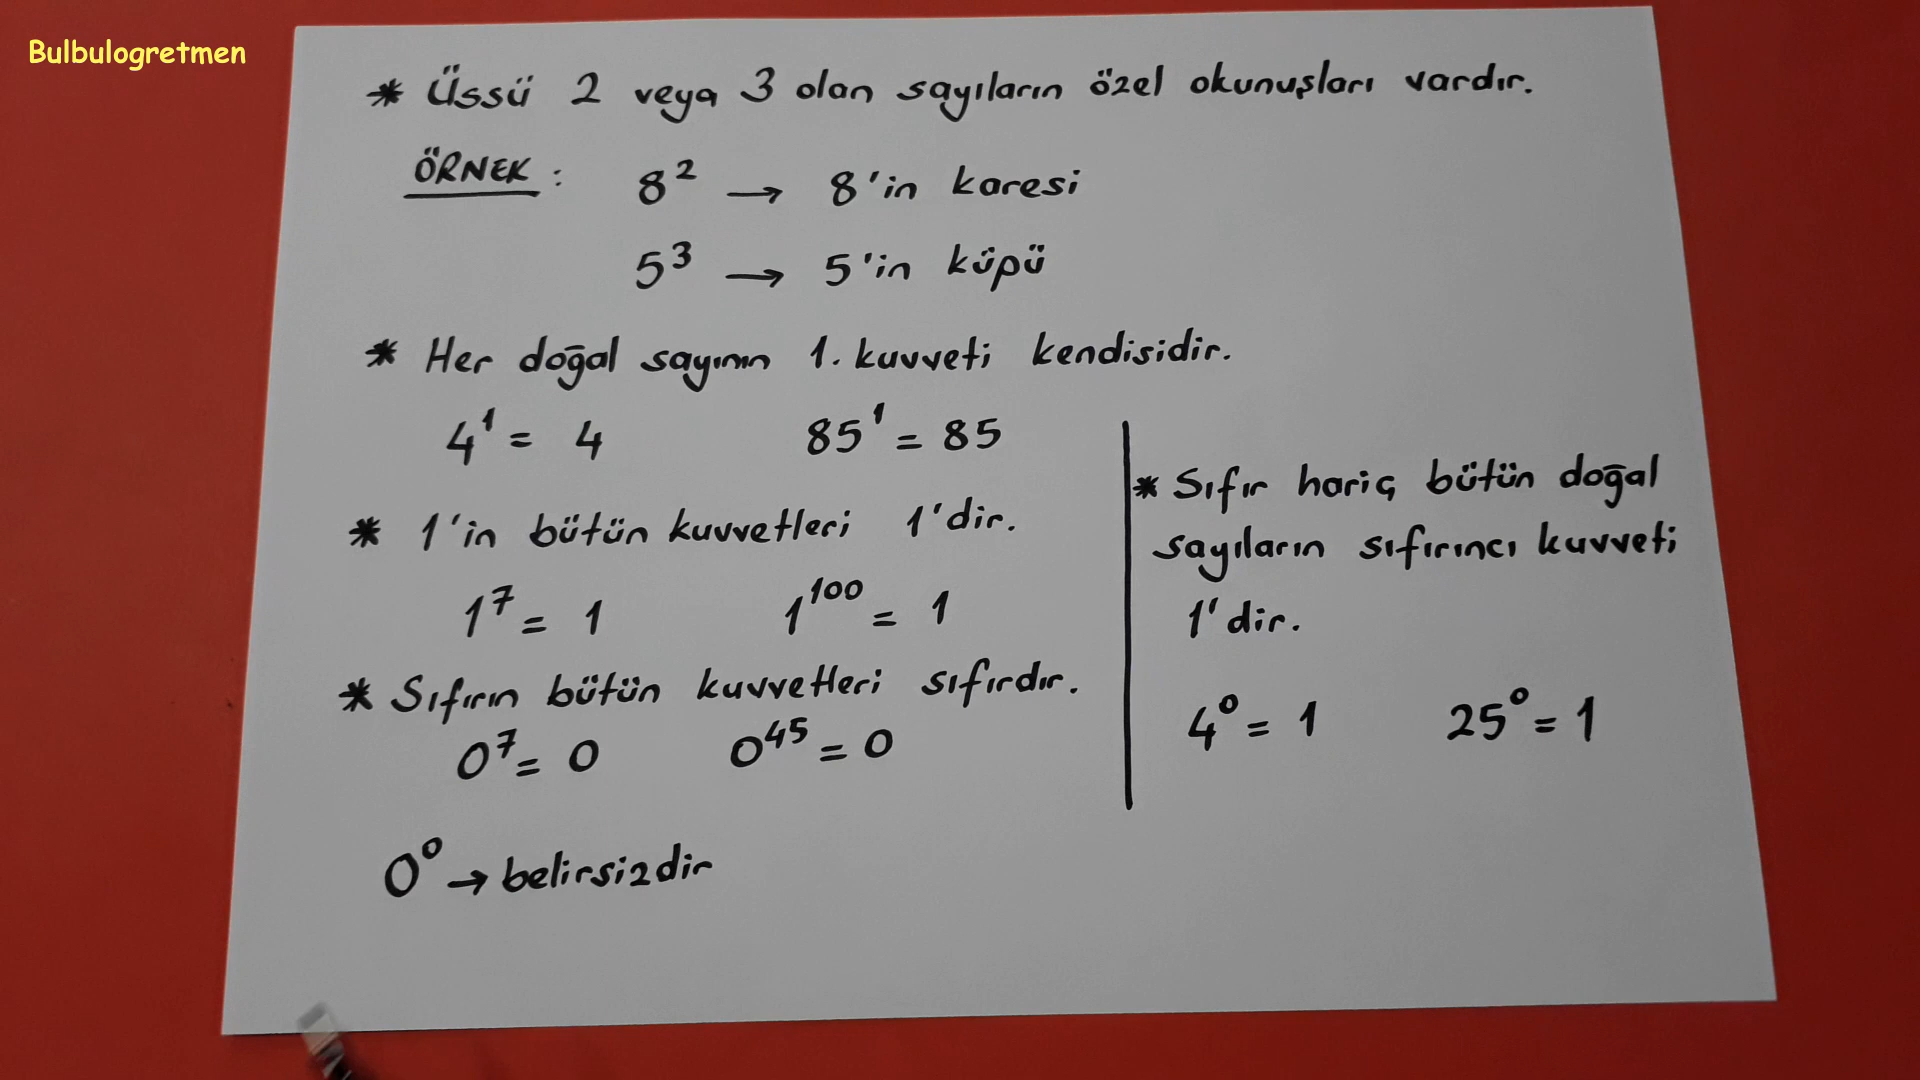 Bulbulogretmen
* Üssü 2 veya 3 olan sayıların özel okunuşları vardır.
ÖRNEK : 8² → 8'in karesi
5³ → 5'in küpü
* Her doğal sayının 1. kuvveti kendisidir.
4¹ = 4 85¹ = 85
* 1'in bütün kuvvetleri 1'dir.
1⁷ = 1 1¹⁰⁰ = 1
* Sıfırın bütün kuvvetleri sıfırdır.
0⁷ = 0 0⁴⁵ = 0
0⁰ → belirsizdir
* Sıfır hariç bütün doğal
sayıların sıfırıncı kuvveti
1'dir.
4⁰ = 1 25⁰ = 1